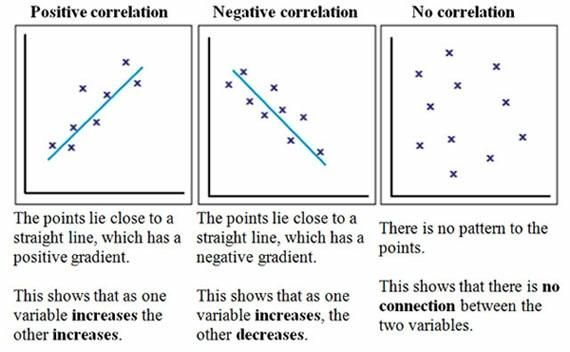 Positive correlation
Negative correlation
No correlation
The points lie close to a
straight line, which has a
positive gradient.
This shows that as one
variable increases the
other increases.
The points lie close to a
straight line, which has a
negative gradient.
This shows that as one
variable increases, the
other decreases.
There is no pattern to the
points.
This shows that there is no
connection between the
two variables.